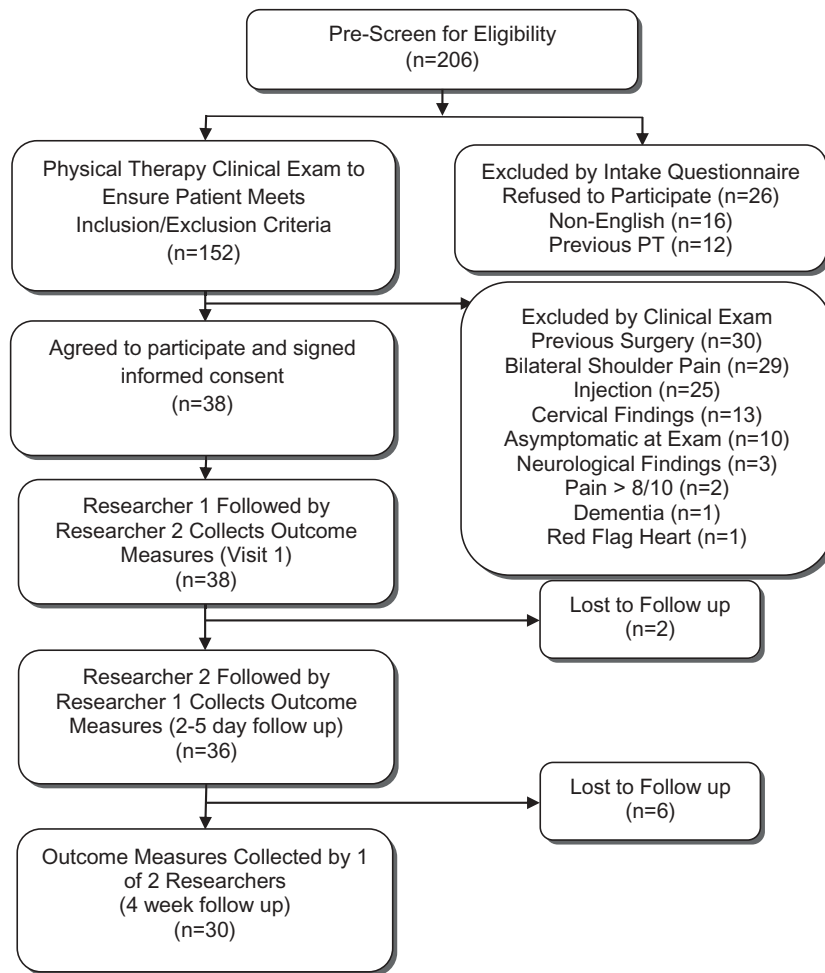 Pre-Screen for Eligibility
(n=206)
Physical Therapy Clinical Exam to
Ensure Patient Meets
Inclusion/Exclusion Criteria
(n=152)
Excluded by Intake Questionnaire
Refused to Participate (n=26)
Non-English (n=16)
Previous PT (n=12)
Excluded by Clinical Exam
Previous Surgery (n=30)
Bilateral Shoulder Pain (n=29)
Injection (n=25)
Cervical Findings (n=13)
Asymptomatic at Exam (n=10)
Neurological Findings (n=3)
Pain > 8/10 (n=2)
Dementia (n=1)
Red Flag Heart (n=1)
Agreed to participate and signed
informed consent
(n=38)
Researcher 1 Followed by
Researcher 2 Collects Outcome
Measures (Visit 1)
(n=38)
Lost to Follow up
(n=2)
Researcher 2 Followed by
Researcher 1 Collects Outcome
Measures (2-5 day follow up)
(n=36)
Lost to Follow up
(n=6)
Outcome Measures Collected by 1
of 2 Researchers
(4 week follow up)
(n=30)